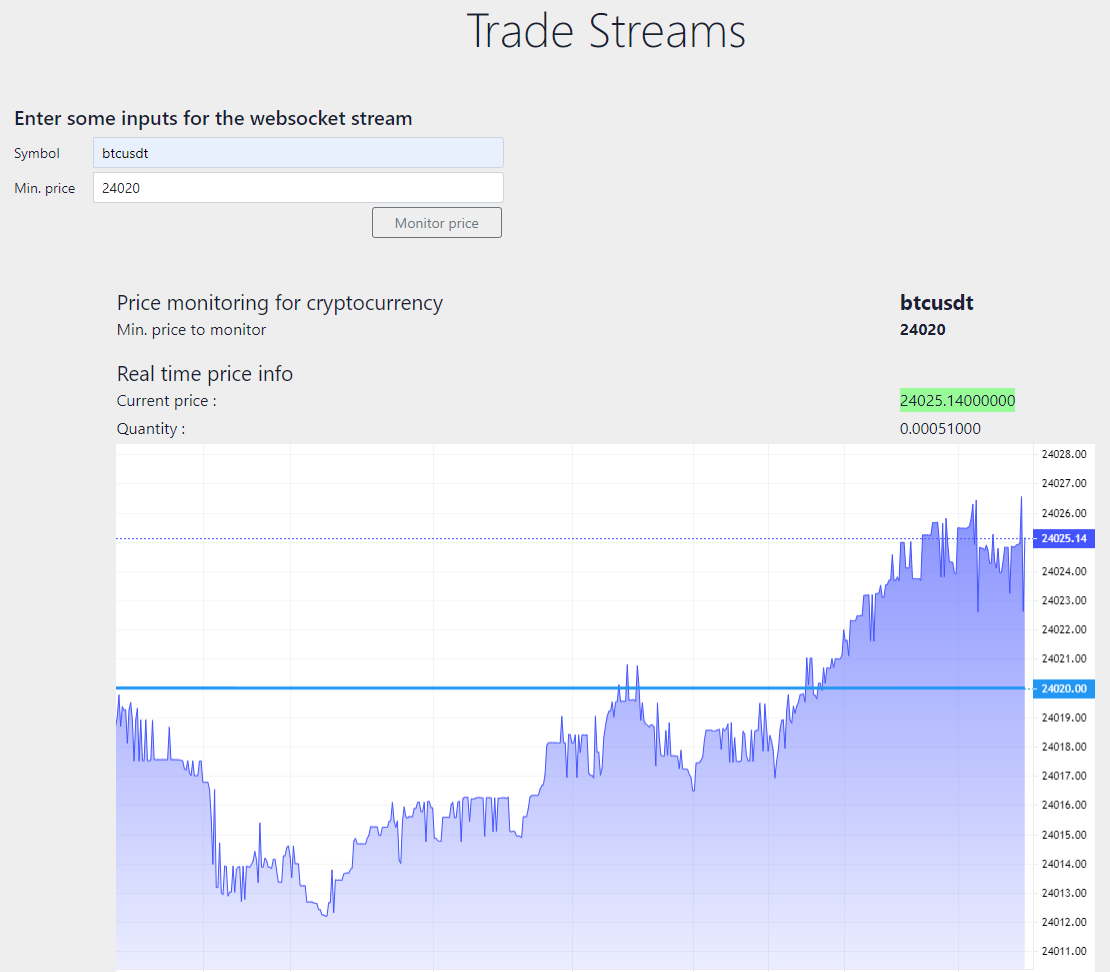 Trade Streams
Enter some inputs for the websocket stream
Symbol btcusdt
Min. price 24020
Monitor price
Price monitoring for cryptocurrency btcusdt
Min. price to monitor 24020
Real time price info
Current price : 24025.14000000
Quantity : 0.00051000
24028.00
24027.00
24026.00
24025.14
24024.00
24023.00
24022.00
24021.00
24020.00
24019.00
24018.00
24017.00
24016.00
24015.00
24014.00
24013.00
24012.00
24011.00